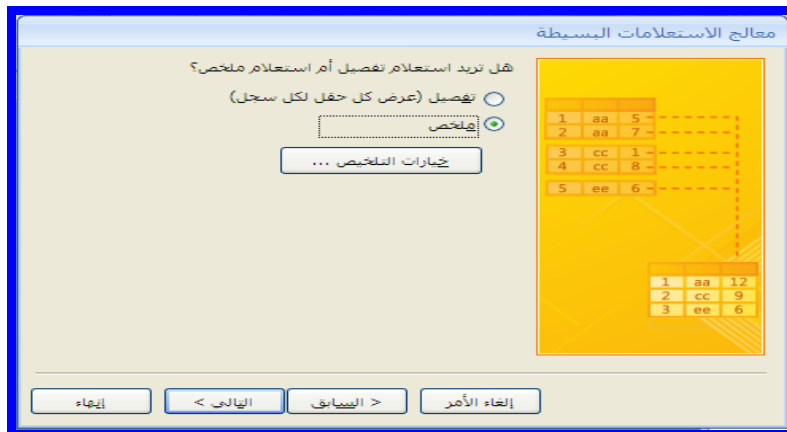 معالج الاستعلامات البسيطة
هل تريد استعلام تفصيل أم استعلام ملخص؟
تفصيل (عرض كل حقل لكل سجل)
ملخص
خيارات التلخيص ...
1 aa 5
2 aa 7
3 cc 1
4 cc 8
5 ee 6
1 aa 12
2 cc 9
3 ee 6
إلغاء الأمر
< السابق
التالي >
إنهاء